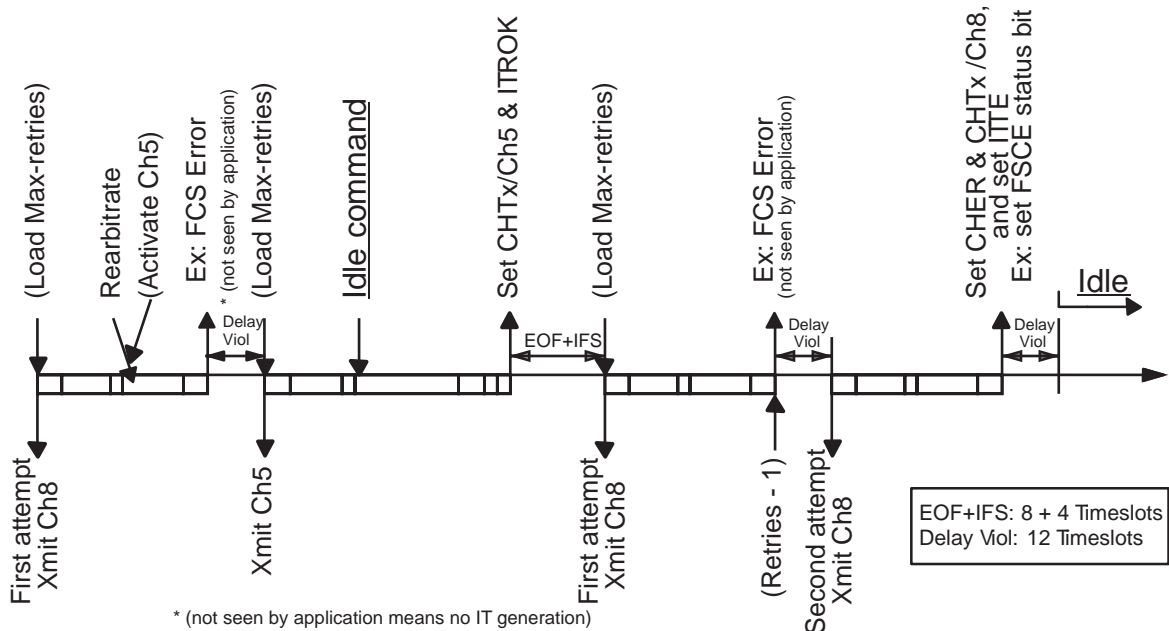 (Load Max-retries)
Rearbitrate
(Activate Ch5)
Ex: FCS Error
* (not seen by application)
(Load Max-retries)
Idle command
Set CHTx/Ch5 & ITROK
(Load Max-retries)
Ex: FCS Error
(not seen by application)
Set CHER & CHTx /Ch8,
and set ITTE
Ex: set FSCE status bit
Idle
Delay
Viol
EOF+IFS
Delay
Viol
Delay
Viol
First attempt
Xmit Ch8
Xmit Ch5
First attempt
Xmit Ch8
(Retries - 1)
Second attempt
Xmit Ch8
EOF+IFS: 8 + 4 Timeslots
Delay Viol: 12 Timeslots
* (not seen by application means no IT generation)